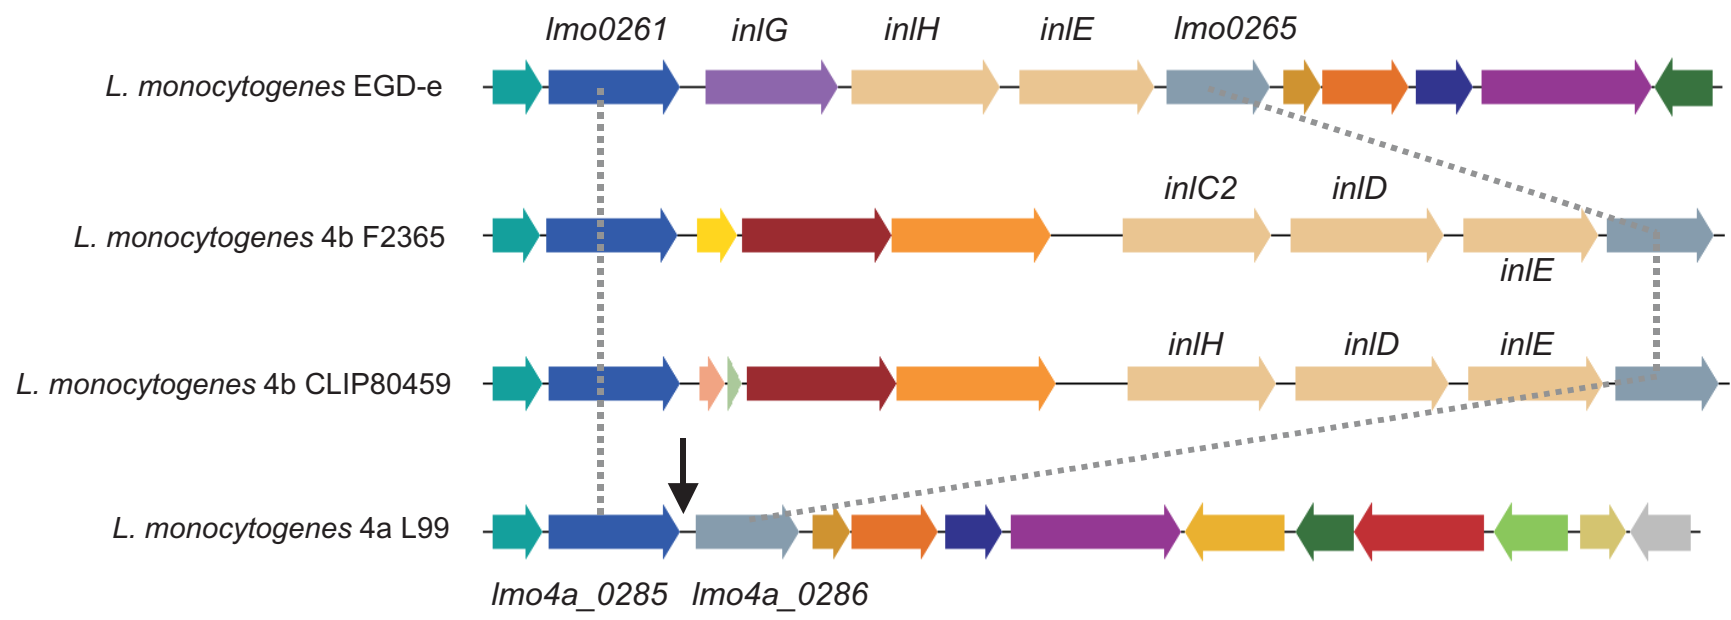 lmo0261 inlG inlH inlE lmo0265
L. monocytogenes EGD-e
inlC2 inlD
L. monocytogenes 4b F2365
inlE
inlH inlD inlE
L. monocytogenes 4b CLIP80459
L. monocytogenes 4a L99
lmo4a_0285 lmo4a_0286